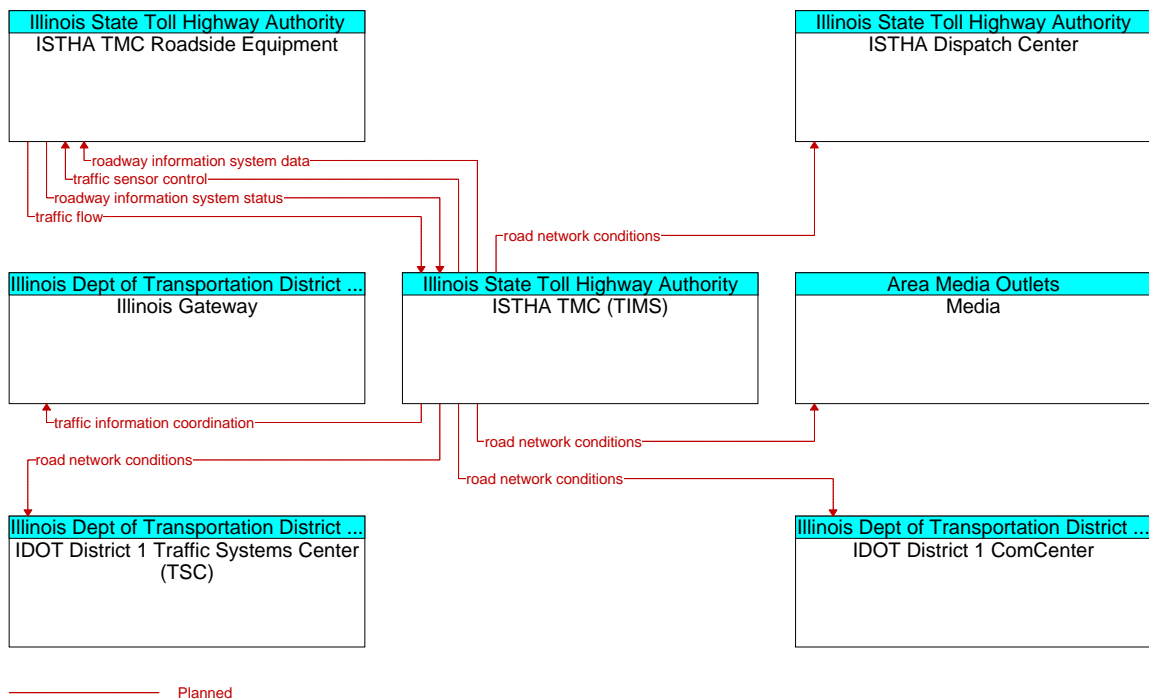 Illinois State Toll Highway Authority
ISTHA TMC Roadside Equipment
Illinois State Toll Highway Authority
ISTHA Dispatch Center
roadway information system data
traffic sensor control
roadway information system status
traffic flow
road network conditions
Illinois Dept of Transportation District ...
Illinois Gateway
Illinois State Toll Highway Authority
ISTHA TMC (TIMS)
Area Media Outlets
Media
traffic information coordination
road network conditions
road network conditions
road network conditions
Illinois Dept of Transportation District ...
IDOT District 1 Traffic Systems Center
(TSC)
Illinois Dept of Transportation District ...
IDOT District 1 ComCenter
Planned